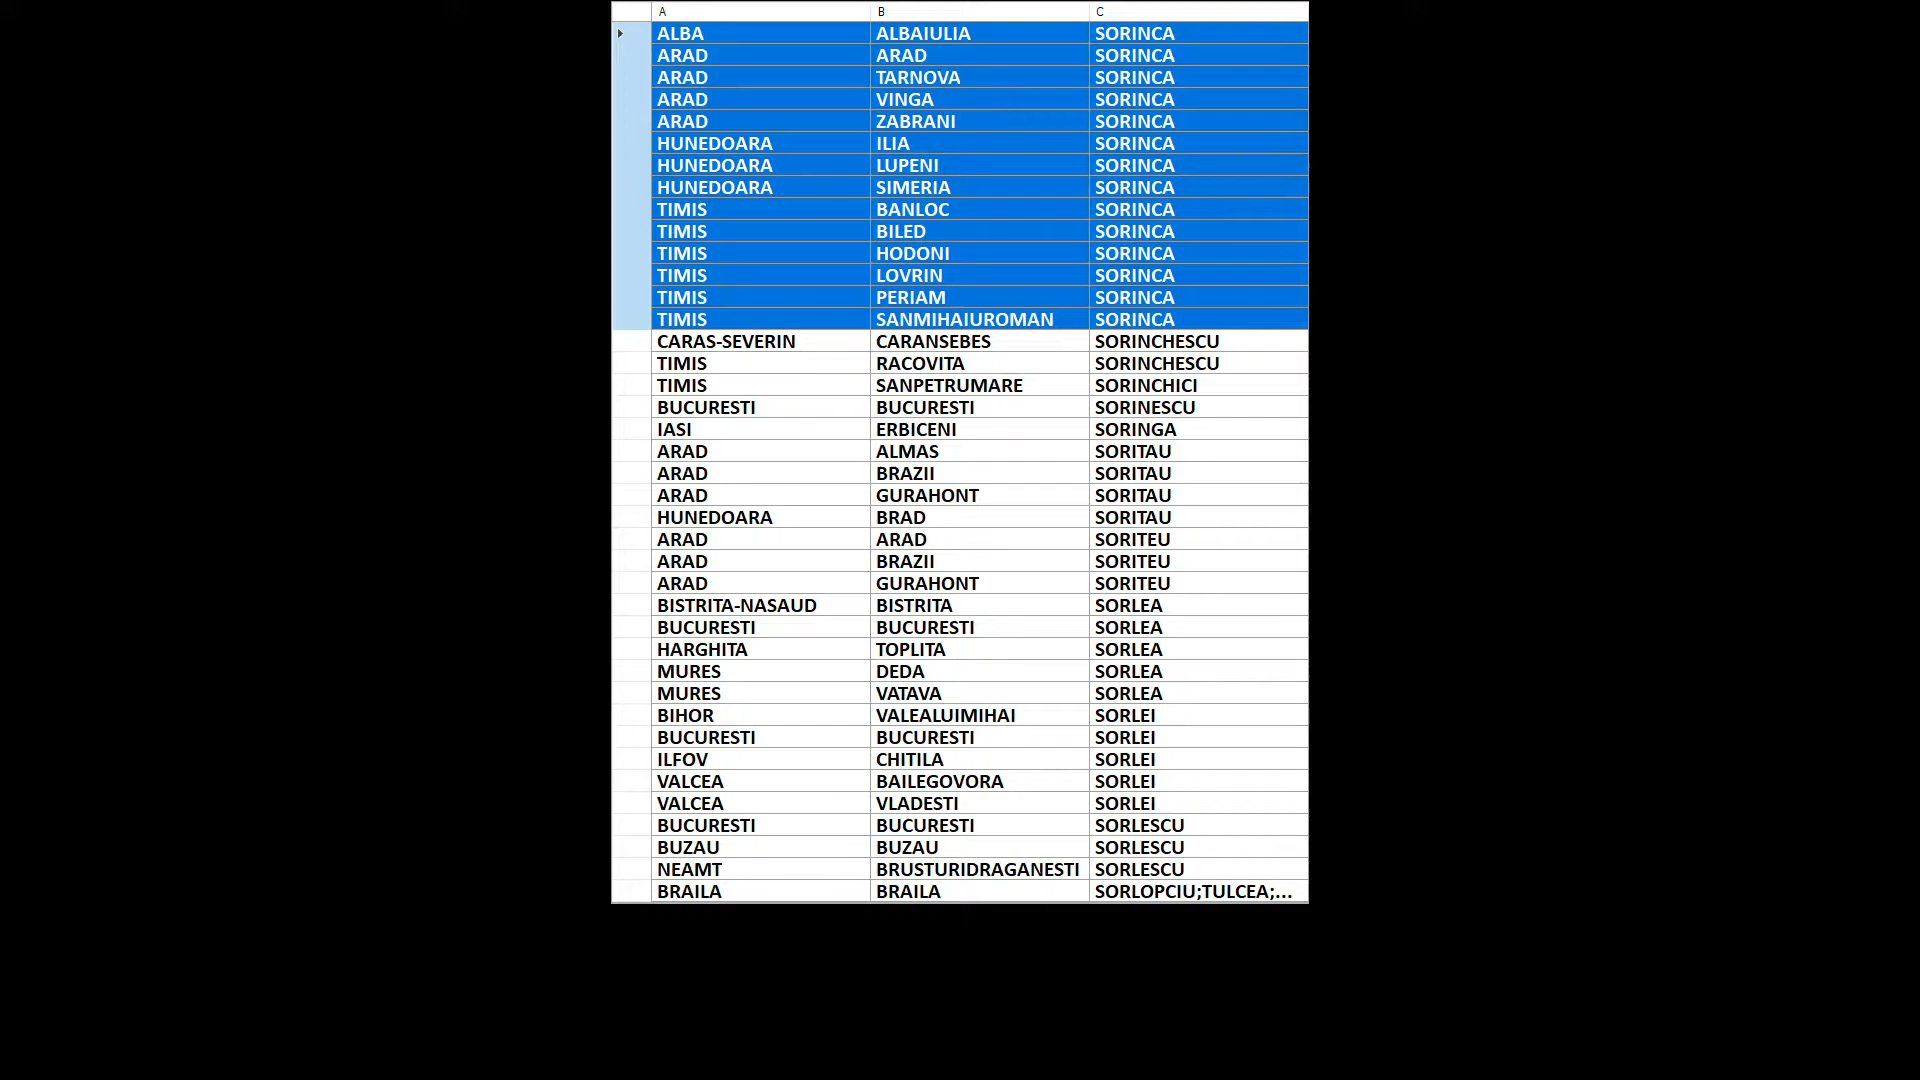 A B C
ALBA ALBAIULIA SORINCA
ARAD ARAD SORINCA
ARAD TARNOVA SORINCA
ARAD VINGA SORINCA
ARAD ZABRANI SORINCA
HUNEDOARA ILIA SORINCA
HUNEDOARA LUPENI SORINCA
HUNEDOARA SIMERIA SORINCA
TIMIS BANLOC SORINCA
TIMIS BILED SORINCA
TIMIS HODONI SORINCA
TIMIS LOVRIN SORINCA
TIMIS PERIAM SORINCA
TIMIS SANMIHAIUROMAN SORINCA
CARAS-SEVERIN CARANSEBES SORINCHESCU
TIMIS RACOVITA SORINCHESCU
TIMIS SANPETRUMARE SORINCHICI
BUCURESTI BUCURESTI SORINESCU
IASI ERBICENI SORINGA
ARAD ALMAS SORITAU
ARAD BRAZII SORITAU
ARAD GURAHONT SORITAU
HUNEDOARA BRAD SORITAU
ARAD ARAD SORITEU
ARAD BRAZII SORITEU
ARAD GURAHONT SORITEU
BISTRITA-NASAUD BISTRITA SORLEA
BUCURESTI BUCURESTI SORLEA
HARGHITA TOPLITA SORLEA
MURES DEDA SORLEA
MURES VATAVA SORLEA
BIHOR VALEALUIMIHAI SORLEI
BUCURESTI BUCURESTI SORLEI
ILFOV CHITILA SORLEI
VALCEA BAILEGOVORA SORLEI
VALCEA VLADESTI SORLEI
BUCURESTI BUCURESTI SORLESCU
BUZAU BUZAU SORLESCU
NEAMT BRUSTURIDRAGANESTI SORLESCU
BRAILA BRAILA SORLOPCIU;TULCEA;...